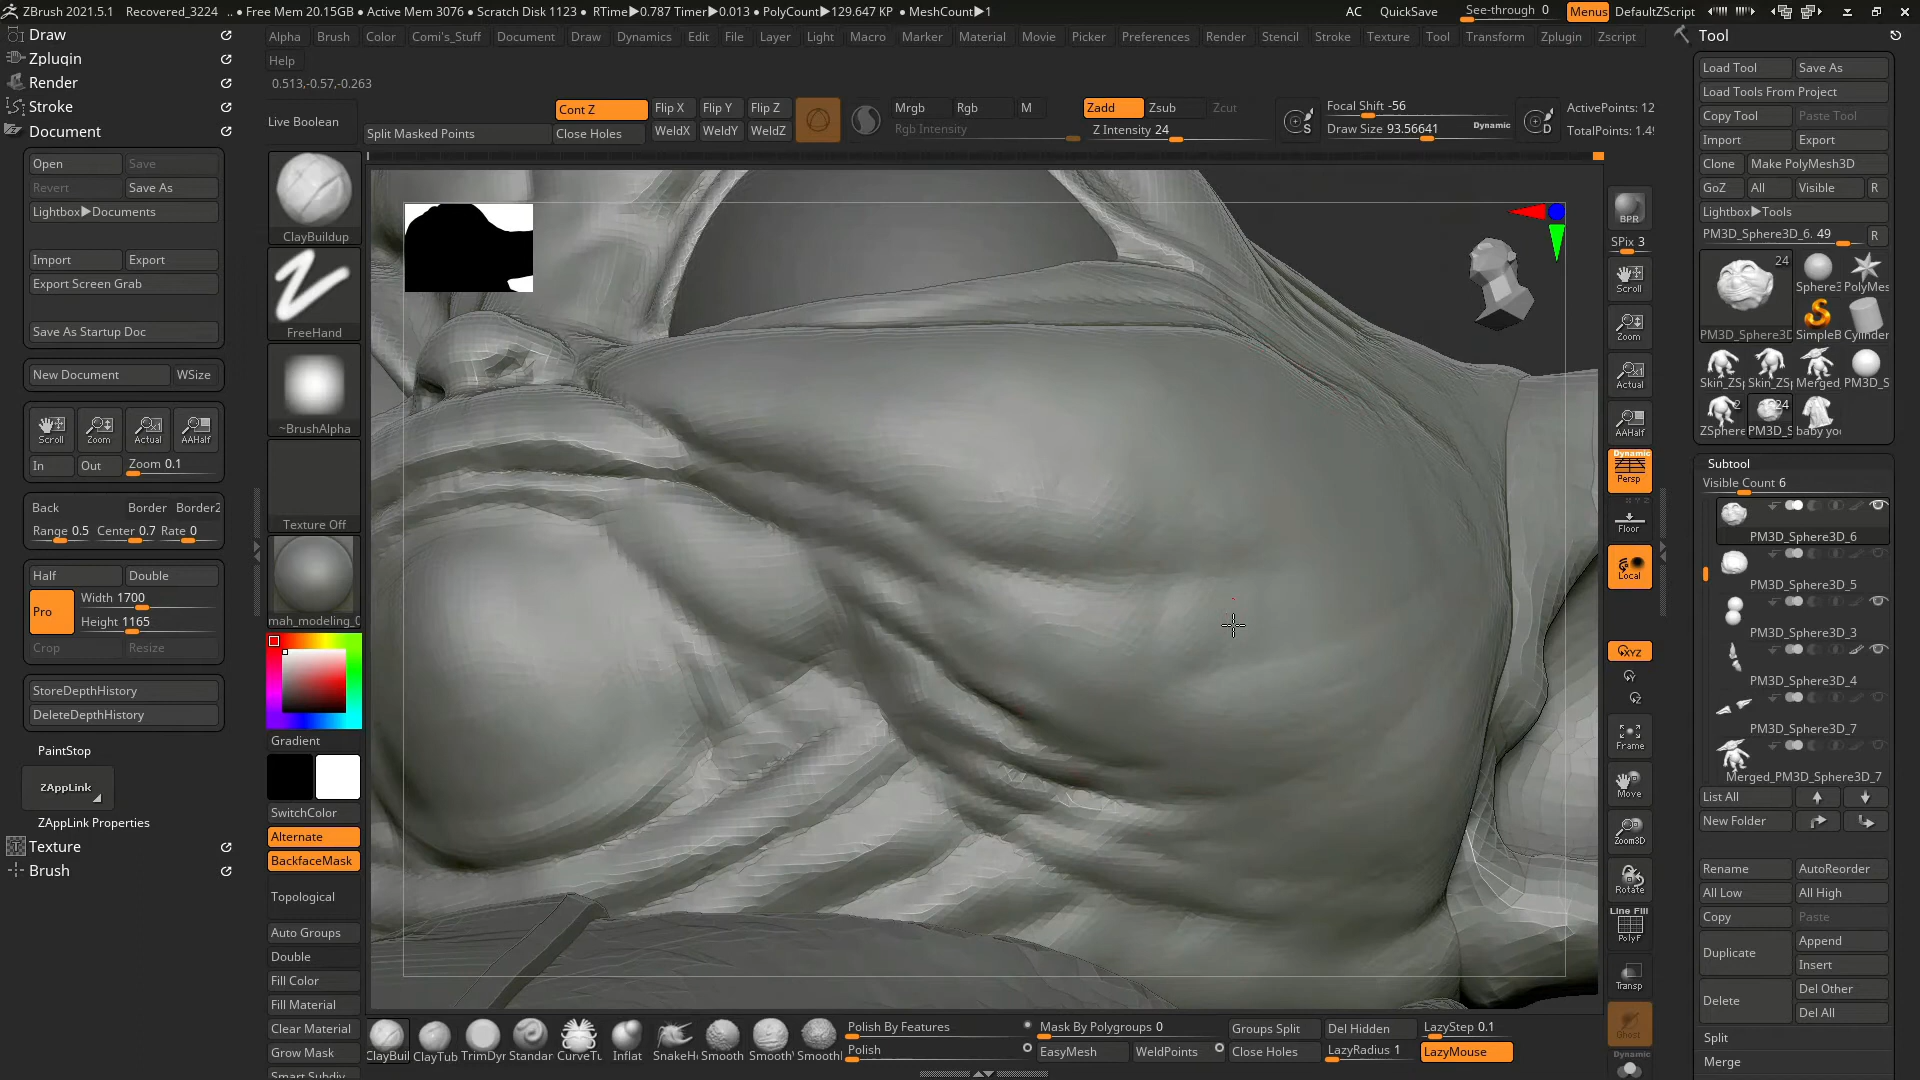 ZBrush 2021.5.1 Recovered_3224 .. • Free Mem 20.15GB • Active Mem 3076 • Scratch Disk 1123 • RTime▶0.787 Timer▶0.013 • PolyCount▶129.647 KP • MeshCount▶1 AC QuickSave See-through 0 Menus DefaultZScript
Alpha Brush Color Comi's_Stuff Document Draw Dynamics Edit File Layer Light Macro Marker Material Movie Picker Preferences Render Stencil Stroke Texture Tool Transform Zplugin Zscript
Help
0.513,-0.57,-0.263
Draw
Zplugin
Render
Stroke
Document
Open Save
Revert Save As
Lightbox▶Documents
Import Export
Export Screen Grab
Save As Startup Doc
New Document WSize
Scroll Zoom Actual AAHalf
In Out Zoom 0.1
Back Border Border2
Range 0.5 Center 0.7 Rate 0
Half Double
Pro Width 1700
Height 1165
Crop Resize
StoreDepthHistory
DeleteDepthHistory
PaintStop
ZAppLink
ZAppLink Properties
Texture
Brush
Live Boolean
Split Masked Points
Cont Z
Close Holes
Flip X Flip Y Flip Z
WeldX WeldY WeldZ
Mrgb Rgb M
Rgb Intensity
Zadd Zsub Zcut
Z Intensity 24
S
Focal Shift -56
Draw Size 93.56641 Dynamic
D
ActivePoints: 12
TotalPoints: 1.4
ClayBuildup
FreeHand
~BrushAlpha
Texture Off
mah_modeling_0
Gradient
SwitchColor
Alternate
BackfaceMask
Topological
Auto Groups
Double
Fill Color
Fill Material
Clear Material
Grow Mask
Smart Subdiv
BPR
SPix 3
Scroll
Zoom
Actual
AAHalf
Dynamic
Persp
Floor
Local
XYZ
Frame
Move
Zoom3D
Rotate
Line Fill
PolyF
Transp
Ghost
Dynamic
ClayBuil ClayTub TrimDyr Standar CurveTu Inflat SnakeH Smooth Smooth Smooth
Polish By Features
Polish
Mask By Polygroups 0
EasyMesh WeldPoints
Groups Split
Close Holes
Del Hidden
LazyRadius 1
LazyStep 0.1
LazyMouse
Tool
Load Tool Save As
Load Tools From Project
Copy Tool Paste Tool
Import Export
Clone Make PolyMesh3D
GoZ All Visible R
Lightbox▶Tools
PM3D_Sphere3D_6. 49 R
24
PM3D_Sphere3D
Sphere3 PolyMes
SimpleB Cylinder
Skin_ZS Skin_ZS Merged PM3D_S
2 24
ZSphere PM3D_S baby yo
Subtool
Visible Count 6
PM3D_Sphere3D_6
PM3D_Sphere3D_5
PM3D_Sphere3D_3
PM3D_Sphere3D_4
PM3D_Sphere3D_7
Merged_PM3D_Sphere3D_7
List All
New Folder
Rename AutoReorder
All Low All High
Copy Paste
Duplicate Append
Insert
Delete Del Other
Del All
Split
Merge